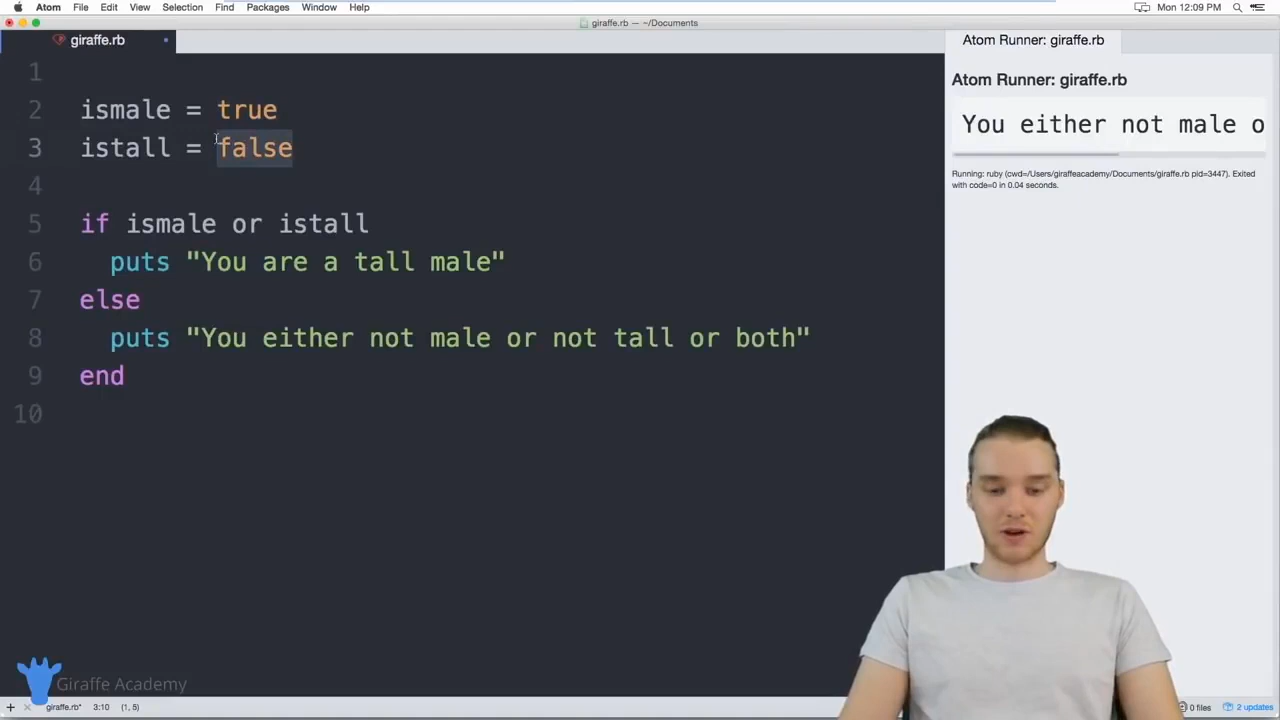 Atom File Edit View Selection Find Packages Window Help Mon 12:09 PM
giraffe.rb — ~/Documents
giraffe.rb
Atom Runner: giraffe.rb
Atom Runner: giraffe.rb
You either not male o
Running: ruby (cwd=/Users/giraffeacademy/Documents/giraffe.rb pid=3447). Exited
with code=0 in 0.04 seconds.
1
2 ismale = true
3 istall = false
4
5 if ismale or istall
6 puts "You are a tall male"
7 else
8 puts "You either not male or not tall or both"
9 end
10
Giraffe Academy
giraffe.rb* 3:10 (1, 5) 0 files 2 updates